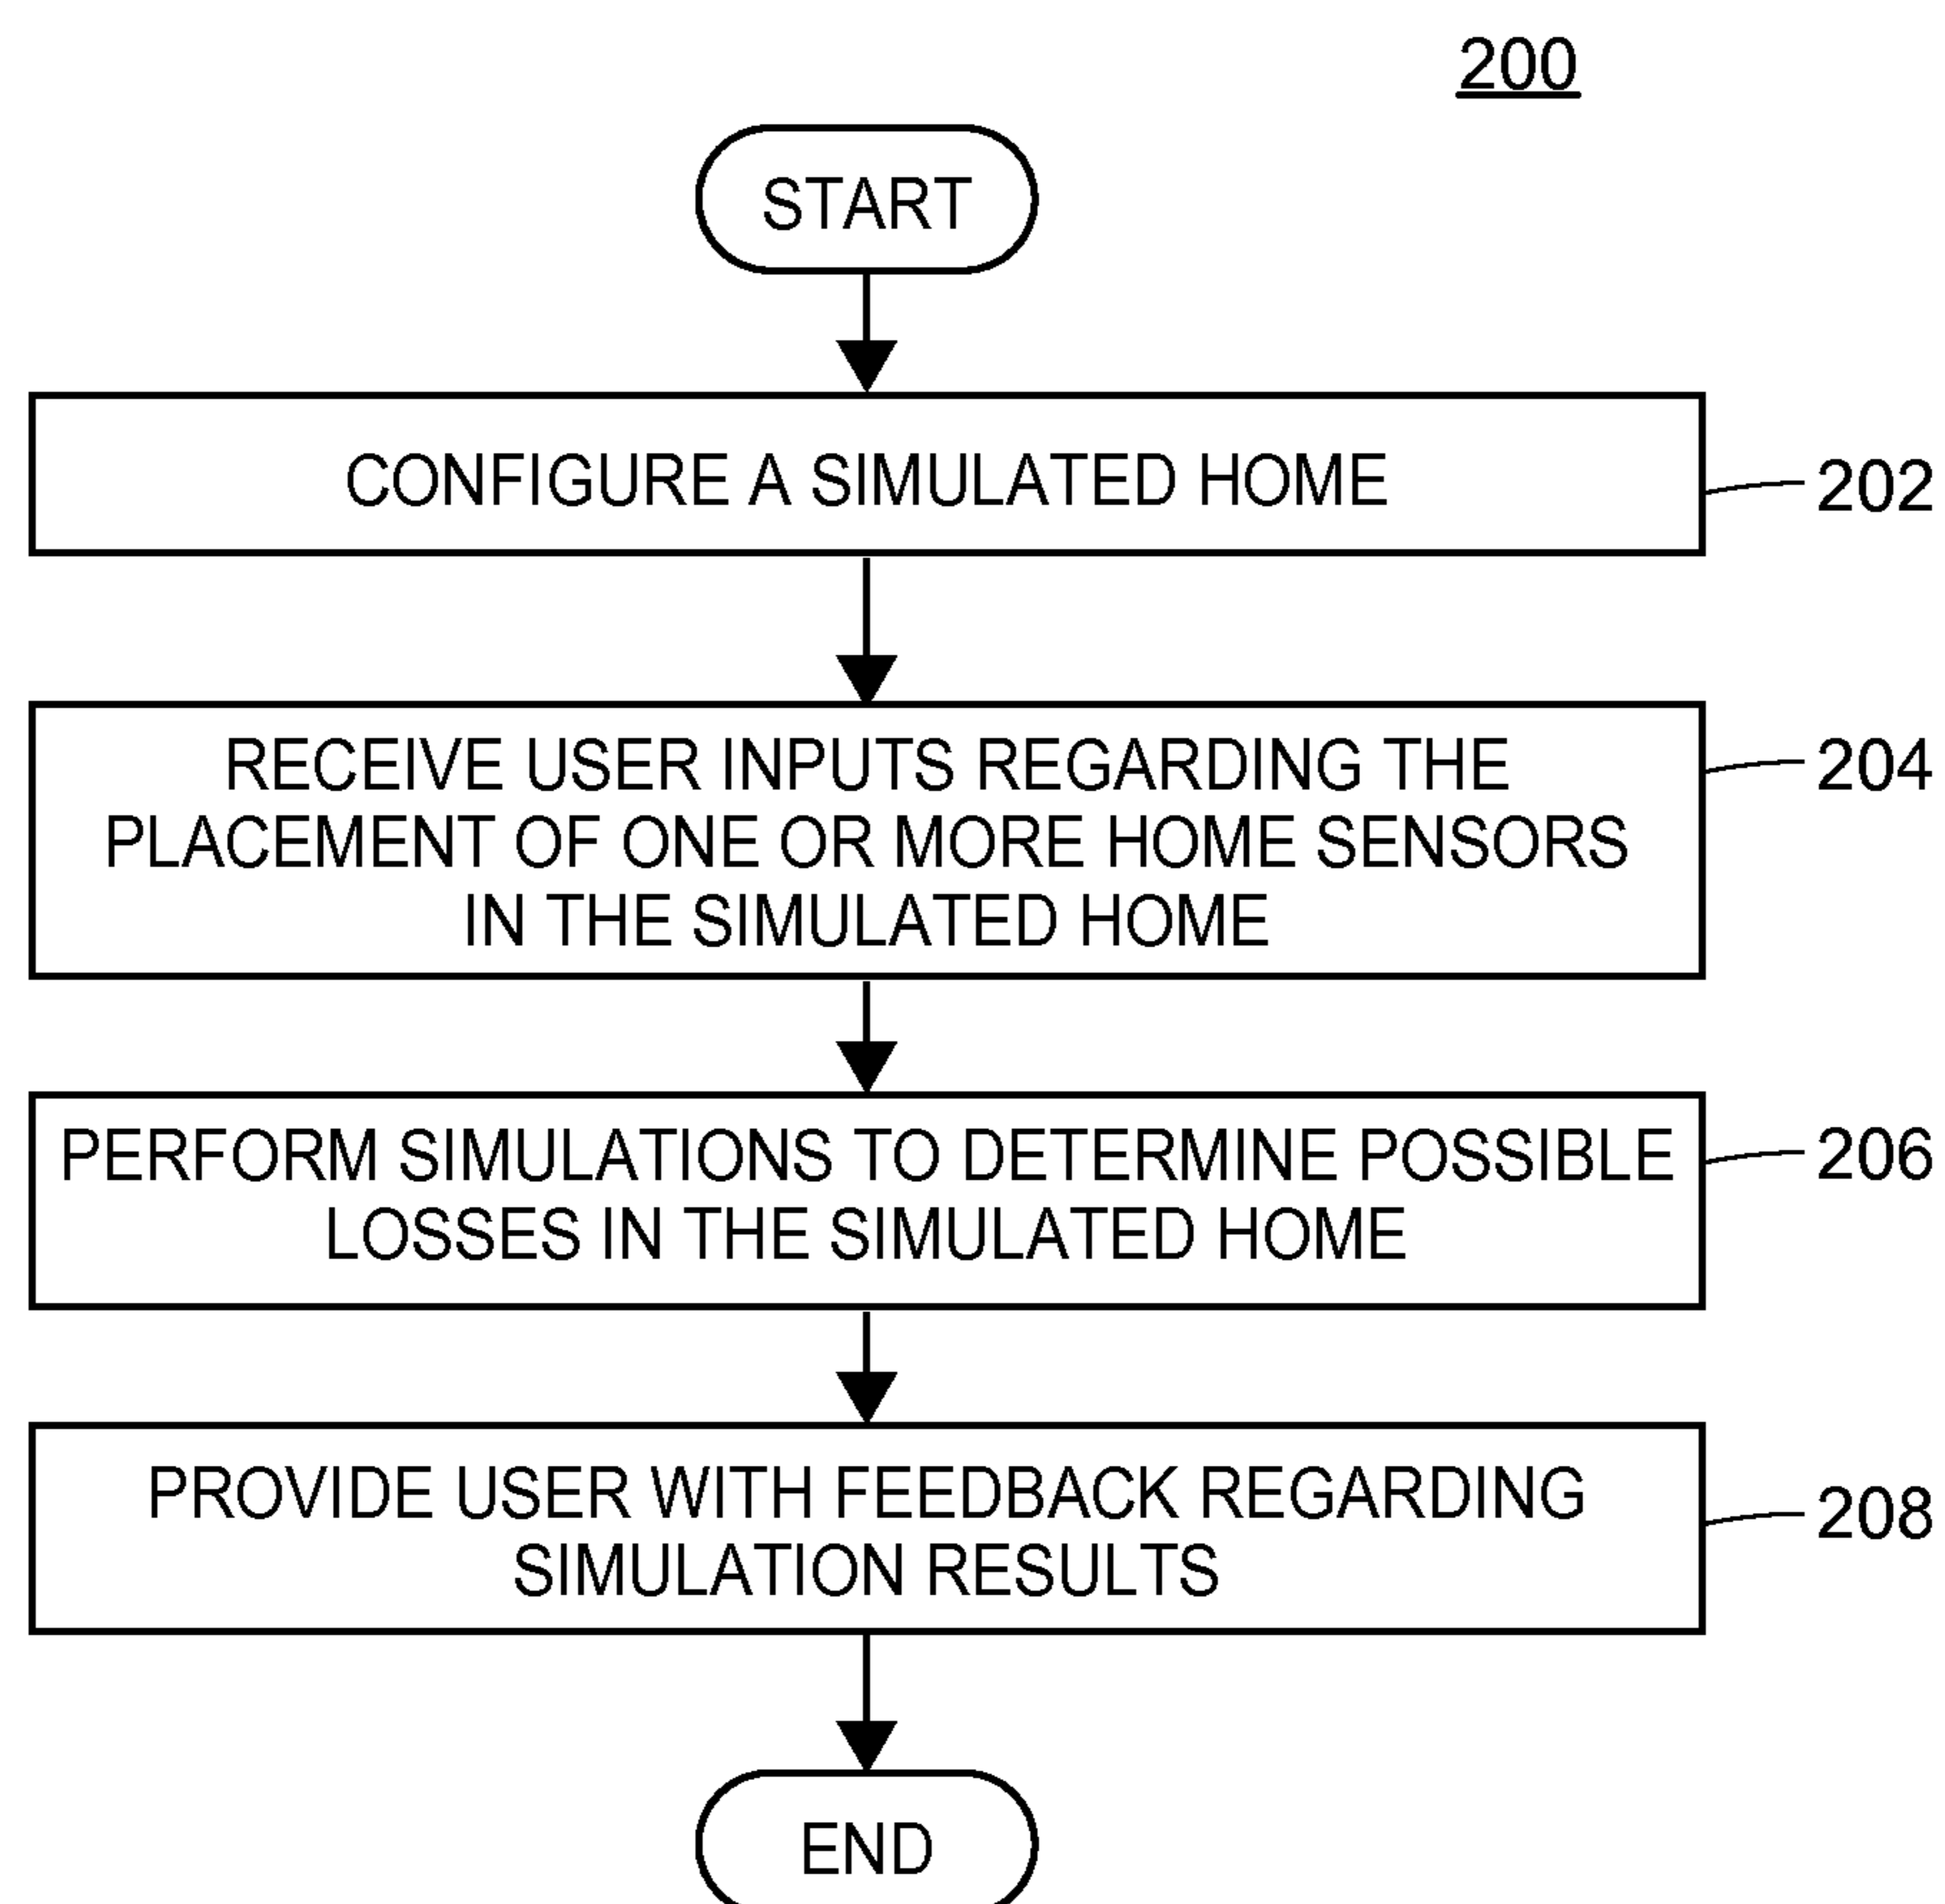 200
START
CONFIGURE A SIMULATED HOME
202
RECEIVE USER INPUTS REGARDING THE
PLACEMENT OF ONE OR MORE HOME SENSORS
IN THE SIMULATED HOME
204
PERFORM SIMULATIONS TO DETERMINE POSSIBLE
LOSSES IN THE SIMULATED HOME
206
PROVIDE USER WITH FEEDBACK REGARDING
SIMULATION RESULTS
208
END